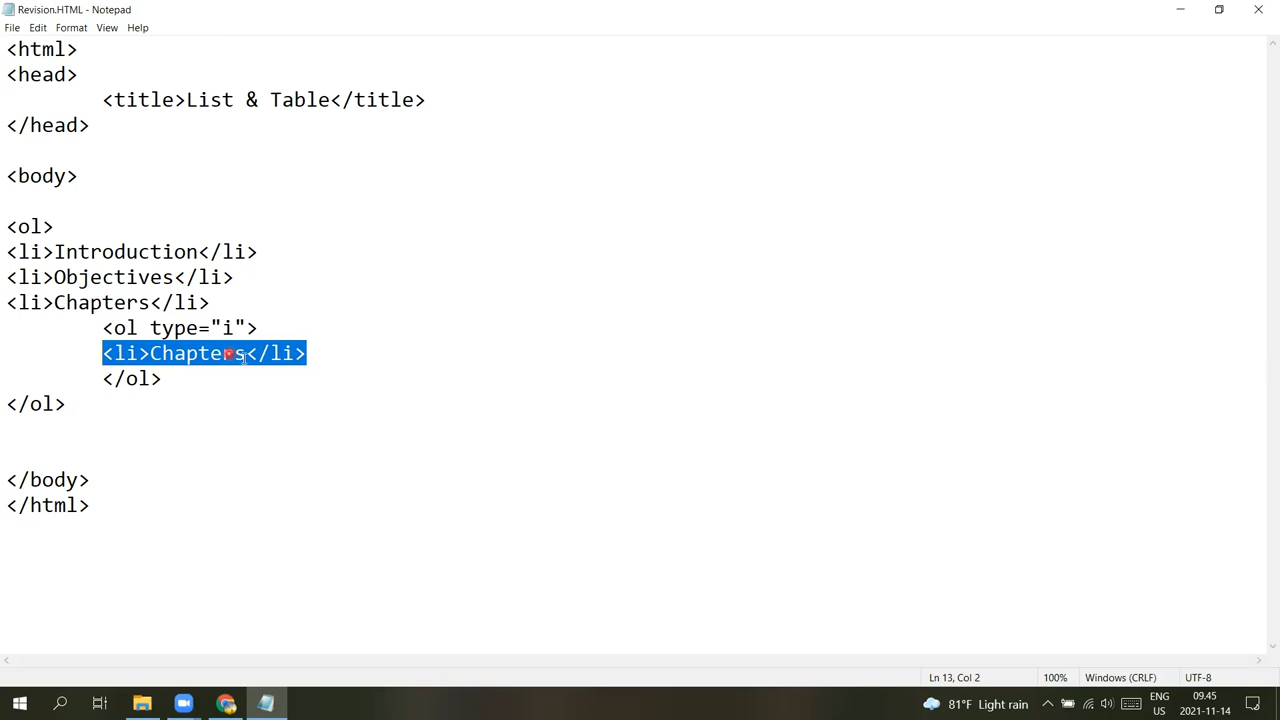 Revision.HTML - Notepad
File Edit Format View Help
<html>
<head>
<title>List & Table</title>
</head>
<body>
<ol>
<li>Introduction</li>
<li>Objectives</li>
<li>Chapters</li>
<ol type="i">
<li>Chapters</li>
</ol>
</ol>
</body>
</html>
Ln 13, Col 2 100% Windows (CRLF) UTF-8
81°F Light rain ENG US 09.45 2021-11-14